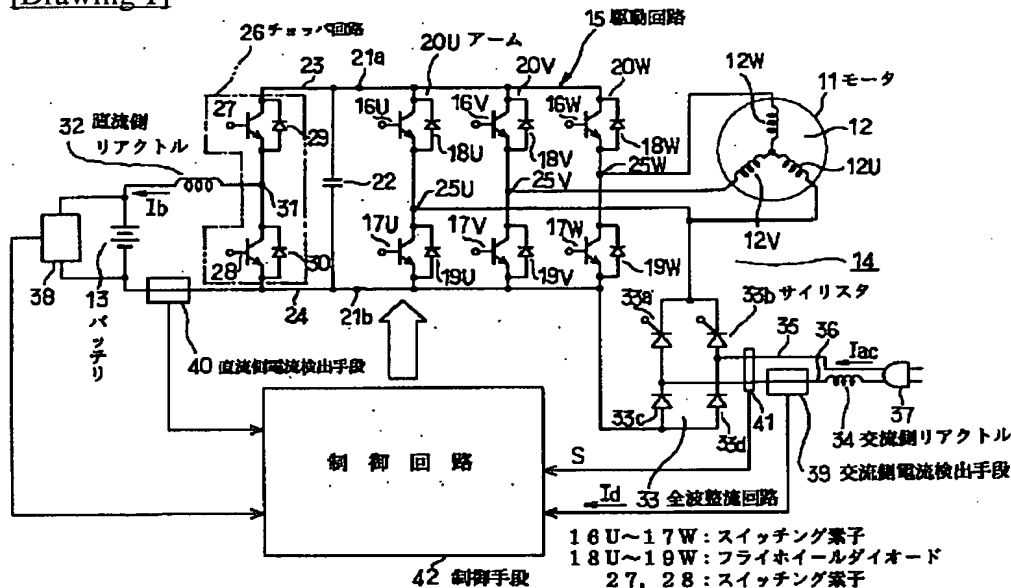 [Drawing 1]
26 チョッパ回路
21a
20U アーム
15 駆動回路
23
20V
20W
12W
11 モータ
27
16U
16V
16W
12
32 直流側
リアクトル
29
18U
18V
18W
12U
22
25W
25V
31
25U
12V
Ib
17U
17V
17W
14
38
28
30
19U
19V
19W
13 バッテリ
24
21b
33a
33b サイリスタ
35
36
Iac
40 直流側電流検出手段
37
33c
33d
41
34 交流側リアクトル
制御回路
S
39 交流側電流検出手段
Id
33 全波整流回路
16U~17W:スイッチング素子
18U~19W:フライホイールダイオード
27, 28:スイッチング素子
42 制御手段